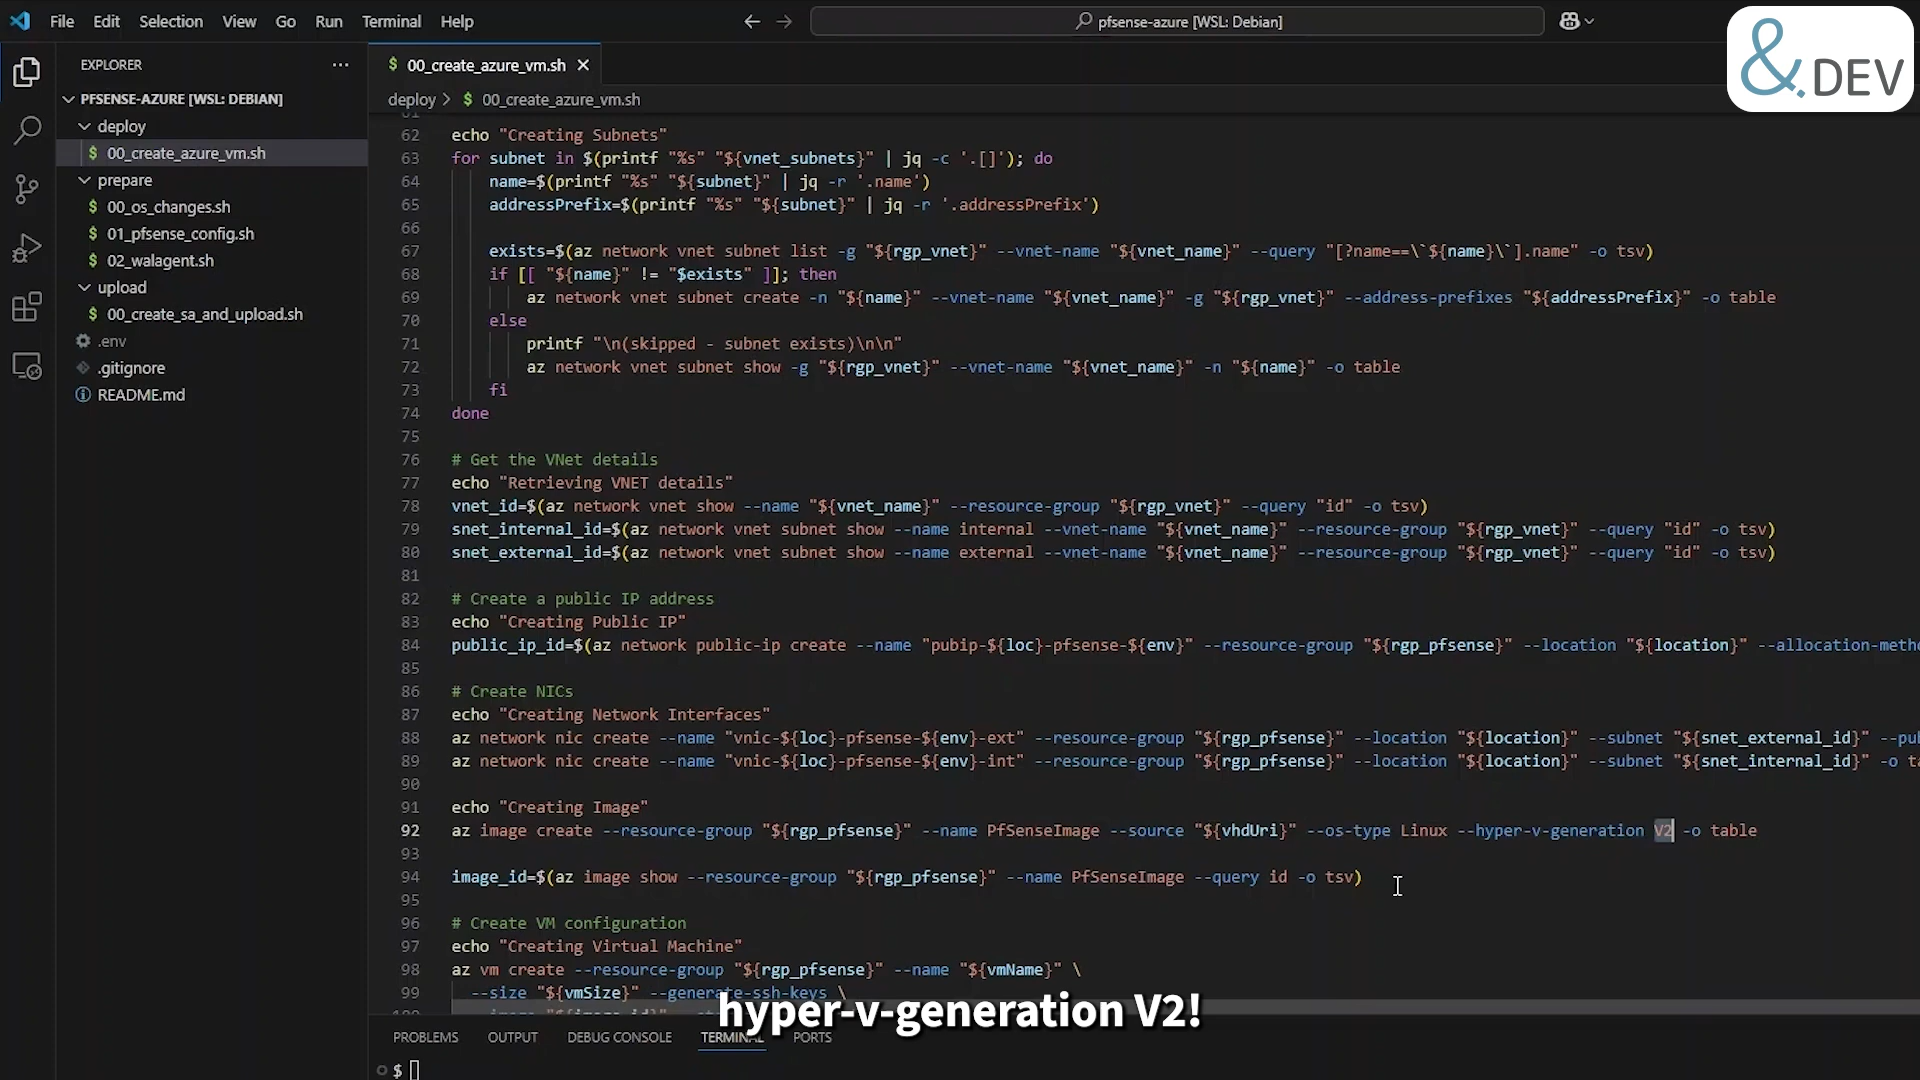 File Edit Selection View Go Run Terminal Help
pfsense-azure [WSL: Debian]
&.DEV
EXPLORER
PFSENSE-AZURE [WSL: DEBIAN]
deploy
$ 00_create_azure_vm.sh
prepare
$ 00_os_changes.sh
$ 01_pfsense_config.sh
$ 02_walagent.sh
upload
$ 00_create_sa_and_upload.sh
.env
.gitignore
README.md
$ 00_create_azure_vm.sh
deploy > $ 00_create_azure_vm.sh
61
62 echo "Creating Subnets"
63 for subnet in $(printf "%s" "${vnet_subnets}" | jq -c '.[]'); do
64 name=$(printf "%s" "${subnet}" | jq -r '.name')
65 addressPrefix=$(printf "%s" "${subnet}" | jq -r '.addressPrefix')
66
67 exists=$(az network vnet subnet list -g "${rgp_vnet}" --vnet-name "${vnet_name}" --query "[?name==\`${name}\`].name" -o tsv)
68 if [[ "${name}" != "$exists" ]]; then
69 az network vnet subnet create -n "${name}" --vnet-name "${vnet_name}" -g "${rgp_vnet}" --address-prefixes "${addressPrefix}" -o table
70 else
71 printf "\n(skipped - subnet exists)\n\n"
72 az network vnet subnet show -g "${rgp_vnet}" --vnet-name "${vnet_name}" -n "${name}" -o table
73 fi
74 done
75
76 # Get the VNet details
77 echo "Retrieving VNET details"
78 vnet_id=$(az network vnet show --name "${vnet_name}" --resource-group "${rgp_vnet}" --query "id" -o tsv)
79 snet_internal_id=$(az network vnet subnet show --name internal --vnet-name "${vnet_name}" --resource-group "${rgp_vnet}" --query "id" -o tsv)
80 snet_external_id=$(az network vnet subnet show --name external --vnet-name "${vnet_name}" --resource-group "${rgp_vnet}" --query "id" -o tsv)
81
82 # Create a public IP address
83 echo "Creating Public IP"
84 public_ip_id=$(az network public-ip create --name "pubip-${loc}-pfsense-${env}" --resource-group "${rgp_pfsense}" --location "${location}" --allocation-meth
85
86 # Create NICs
87 echo "Creating Network Interfaces"
88 az network nic create --name "vnic-${loc}-pfsense-${env}-ext" --resource-group "${rgp_pfsense}" --location "${location}" --subnet "${snet_external_id}" --pu
89 az network nic create --name "vnic-${loc}-pfsense-${env}-int" --resource-group "${rgp_pfsense}" --location "${location}" --subnet "${snet_internal_id}" -o ta
90
91 echo "Creating Image"
92 az image create --resource-group "${rgp_pfsense}" --name PfSenseImage --source "${vhdUri}" --os-type Linux --hyper-v-generation V2 -o table
93
94 image_id=$(az image show --resource-group "${rgp_pfsense}" --name PfSenseImage --query id -o tsv)
95
96 # Create VM configuration
97 echo "Creating Virtual Machine"
98 az vm create --resource-group "${rgp_pfsense}" --name "${vmName}" \
99 --size "${vmSize}" --generate-ssh-keys \
hyper-v-generation V2!
PROBLEMS OUTPUT DEBUG CONSOLE TERMINAL PORTS
$